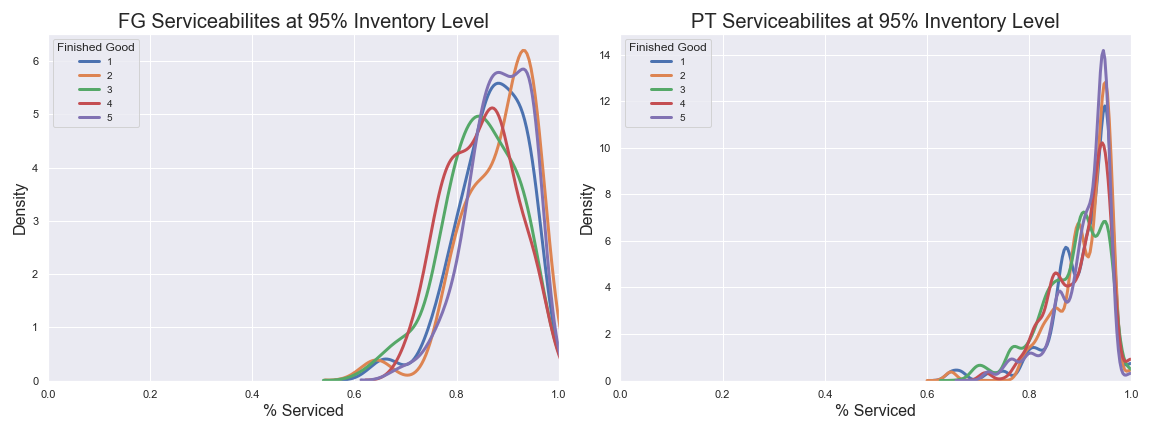 FG Serviceabilites at 95% Inventory Level
Finished Good
1
2
3
4
5
Density
6
5
4
3
2
1
0
0.0 0.2 0.4 0.6 0.8 1.0
% Serviced
PT Serviceabilites at 95% Inventory Level
Finished Good
1
2
3
4
5
Density
14
12
10
8
6
4
2
0
0.0 0.2 0.4 0.6 0.8 1.0
% Serviced